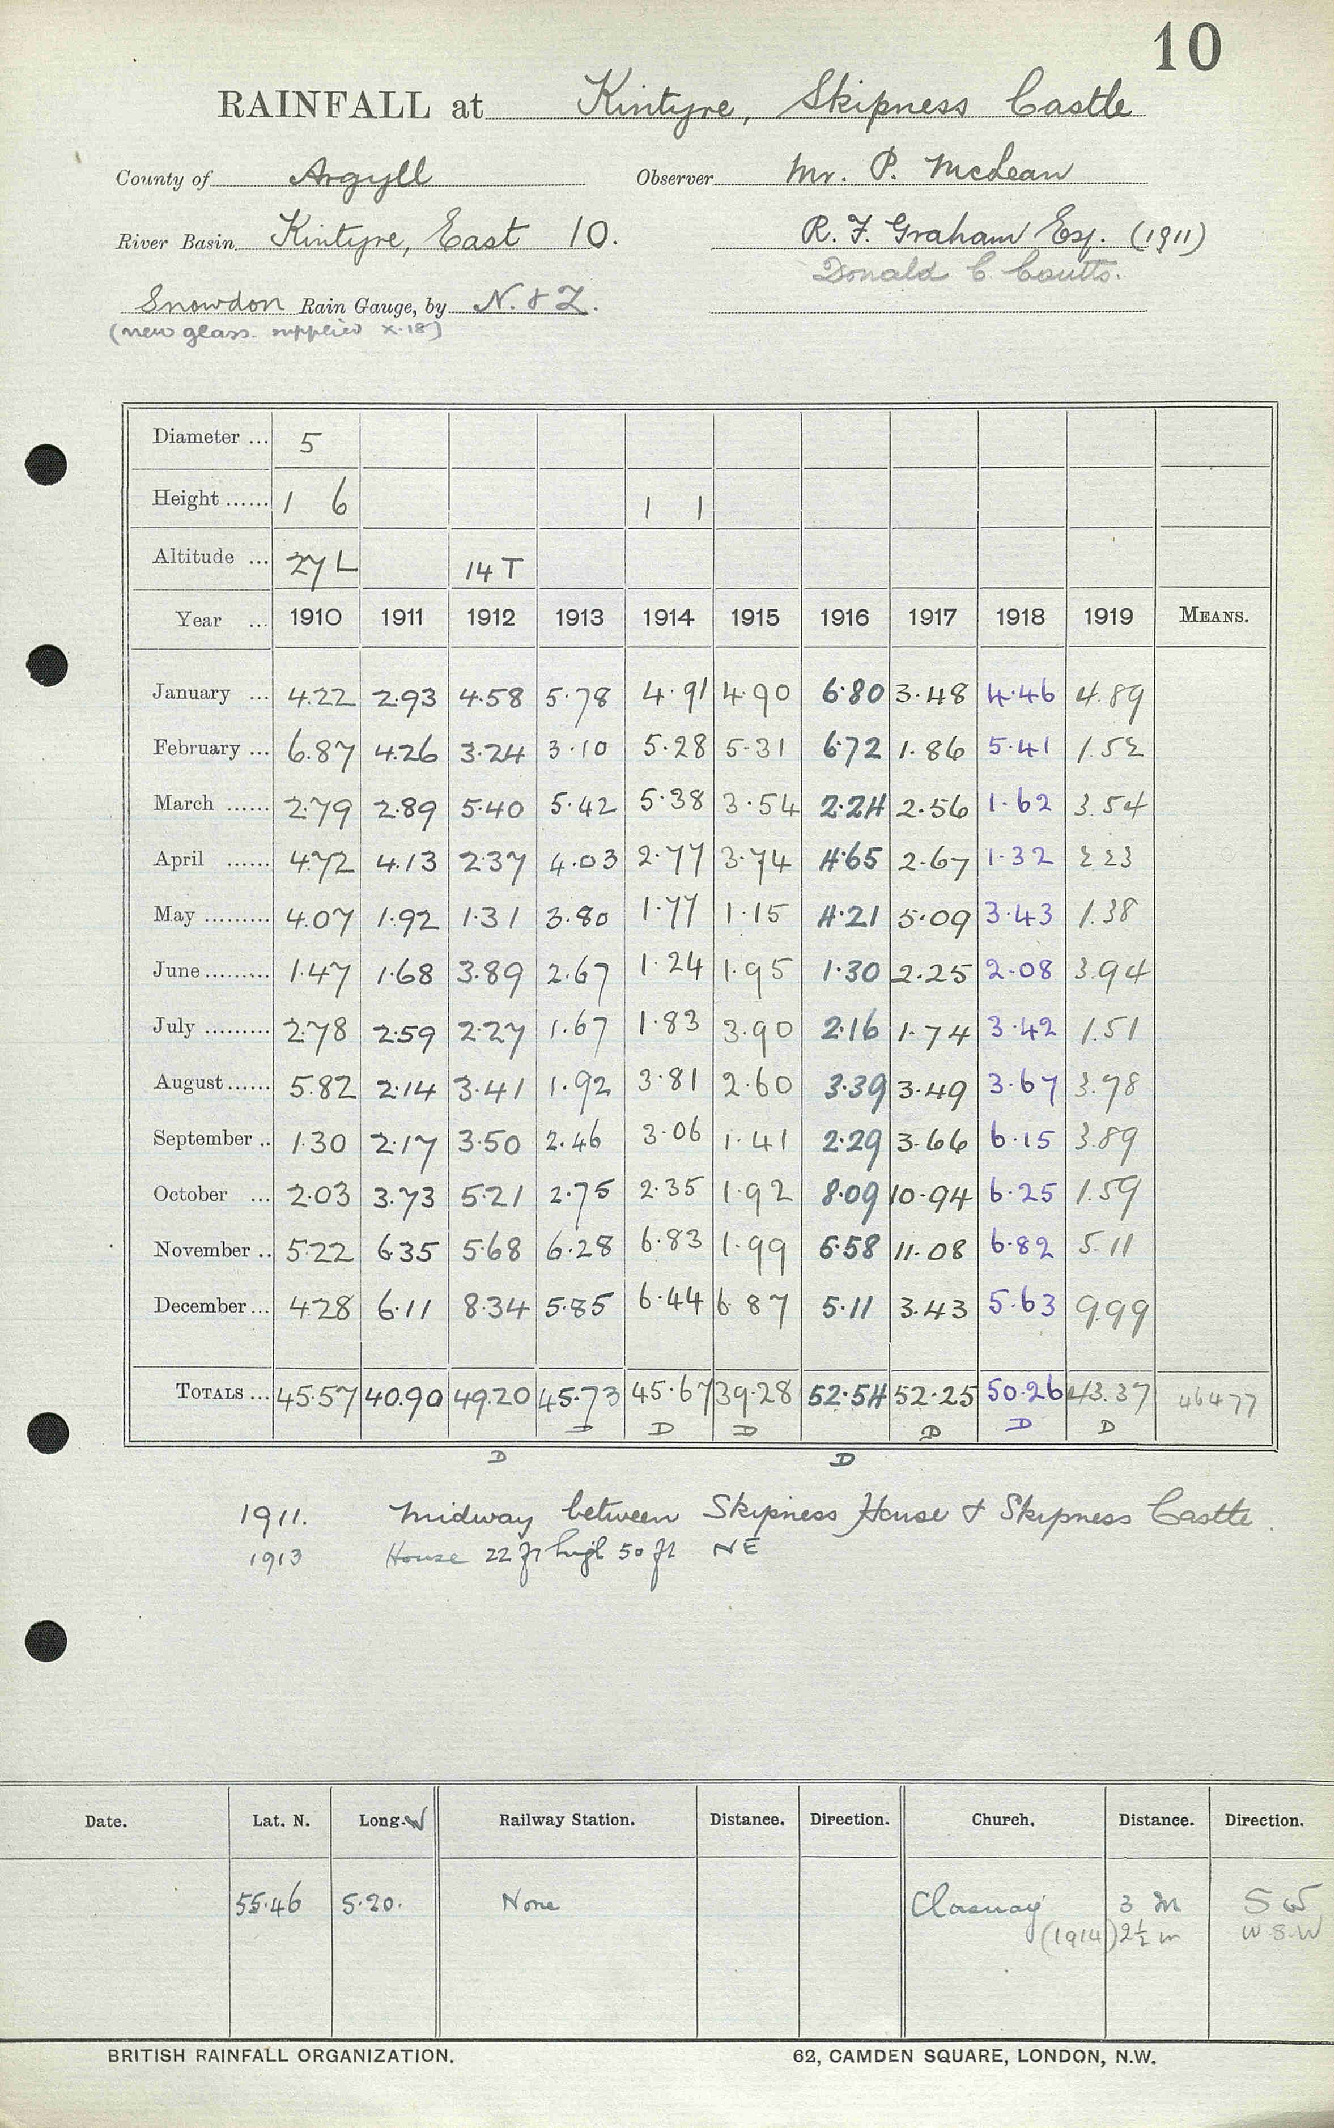 10
RAINFALL at Kintyre, Skipness Castle
County of Argyll Observer Mr. P. McLean
River Basin Kintyre, East 10. R. F. Graham Esq. (1911)
Donald C. Coutts.
Snowdon Rain Gauge, by N. & Z.
(new glass supplied X.18)
Diameter ... 5
Height ...... 1 6 1 1
Altitude ... 27 L 14 T
Year ... 1910 1911 1912 1913 1914 1915 1916 1917 1918 1919 MEANS.
January ... 4.22 2.93 4.58 5.78 4.91 4.90 6.80 3.48 4.46 4.89
February ... 6.87 4.26 3.24 3.10 5.28 5.31 6.72 1.86 5.41 1.52
March ...... 2.79 2.89 5.40 5.42 5.38 3.54 2.24 2.56 1.62 3.54
April ...... 4.72 4.13 2.37 4.03 2.77 3.74 4.65 2.67 1.32 2.23
May ......... 4.07 1.92 1.31 3.80 1.77 1.15 4.21 5.09 3.43 1.38
June ......... 1.47 1.68 3.89 2.67 1.24 1.95 1.30 2.25 2.08 3.94
July ......... 2.78 2.59 2.27 1.67 1.83 3.90 2.16 1.74 3.42 1.51
August ...... 5.82 2.14 3.41 1.92 3.81 2.60 3.39 3.49 3.67 3.78
September .. 1.30 2.17 3.50 2.46 3.06 1.41 2.29 3.66 6.15 3.89
October ... 2.03 3.73 5.21 2.75 2.35 1.92 8.09 10.94 6.25 1.59
November .. 5.22 6.35 5.68 6.28 6.83 1.99 6.58 11.08 6.82 5.11
December ... 4.28 6.11 8.34 5.85 6.44 6.87 5.11 3.43 5.63 9.99
TOTALS ... 45.57 40.90 49.20 45.73 45.67 39.28 52.54 52.25 50.26 43.37 46477
D D D D D D
D D
1911. Midway between Skipness House & Skipness Castle.
1913 House 22 ft high 50 ft NE
Date. Lat. N. Long. W Railway Station. Distance. Direction. Church. Distance. Direction.
55.46 5.20. None 3 m SW
(1914) 2½ m W.S.W
BRITISH RAINFALL ORGANIZATION. 62, CAMDEN SQUARE, LONDON, N.W.